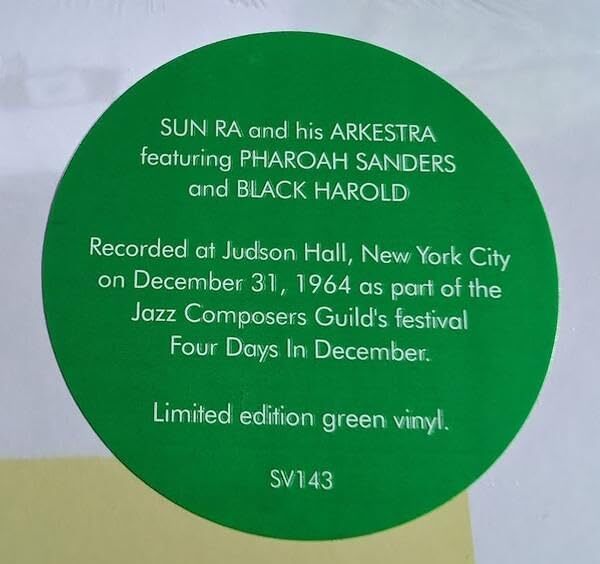 SUN RA and his ARKESTRA
featuring PHAROAH SANDERS
and BLACK HAROLD
Recorded at Judson Hall, New York City
on December 31, 1964 as part of the
Jazz Composers Guild's festival
Four Days In December.
Limited edition green vinyl.
SV143